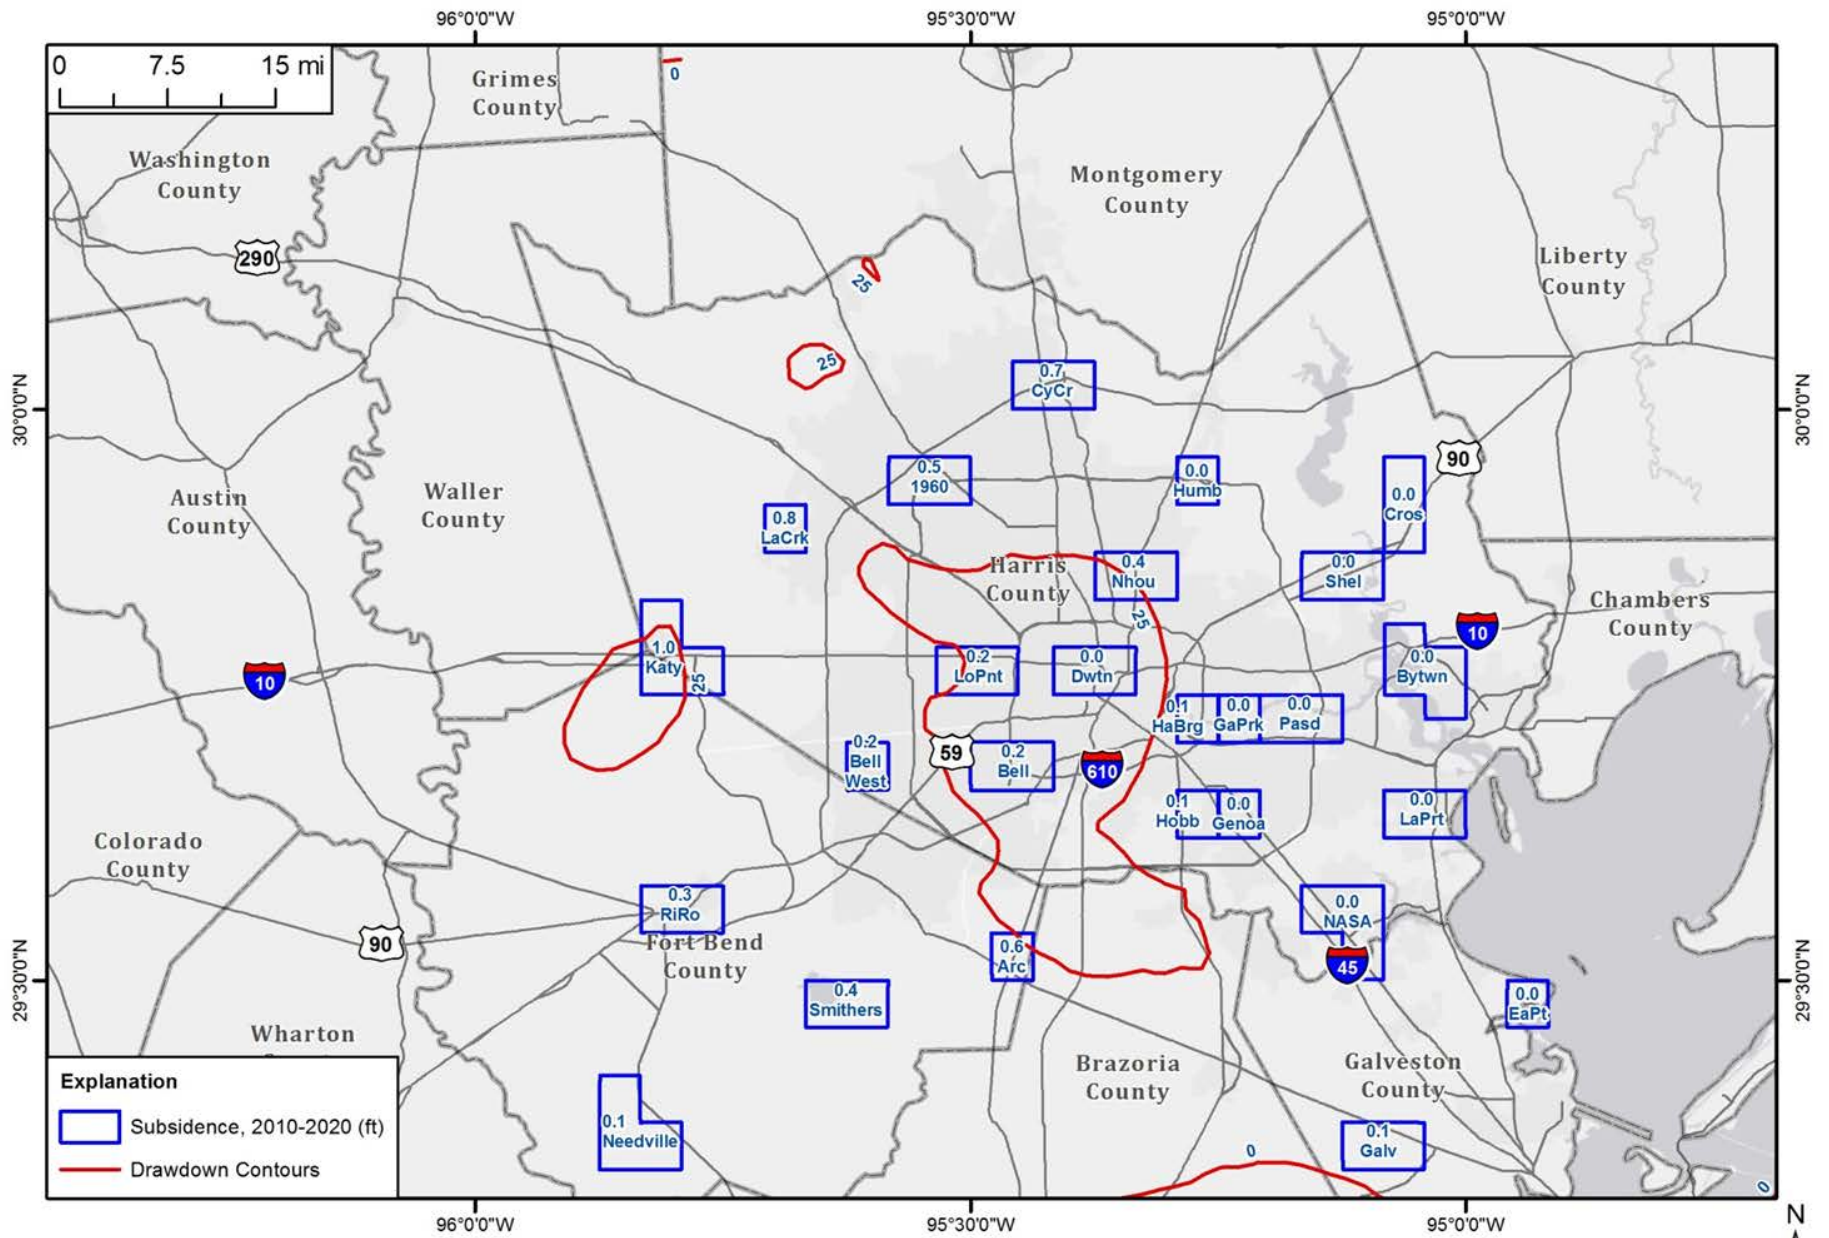 96°0'0"W 95°30'0"W 95°0'0"W
0 7.5 15 mi
Grimes
County
0
Washington
County
Montgomery
County
290
Liberty
County
25
25
30°0'0"N
30°0'0"N
0.7
CyCr
90
0.5
1960
0.0
Humb
0.0
Cros
Austin
County
Waller
County
0.8
LaCrk
Harris
County
0.4
Nhou
0.0
Shel
25
Chambers
County
10
10
1.0
Katy
25
0.2
LoPnt
0.0
Dwtn
0.0
Bytwn
0.1
HaBrg
0.0
GaPrk
0.0
Pasd
0.2
Bell
West
59
0.2
Bell
610
0.1
Hobb
0.0
Genoa
0.0
LaPrt
Colorado
County
0.3
RiRo
0.0
NASA
90
Fort Bend
County
0.6
Arc
45
29°30'0"N
29°30'0"N
0.4
Smithers
0.0
EaPt
Wharton
Brazoria
County
Galveston
County
Explanation
Subsidence, 2010-2020 (ft)
Drawdown Contours
0.1
Needville
0.1
Galv
0
0
96°0'0"W 95°30'0"W 95°0'0"W
N